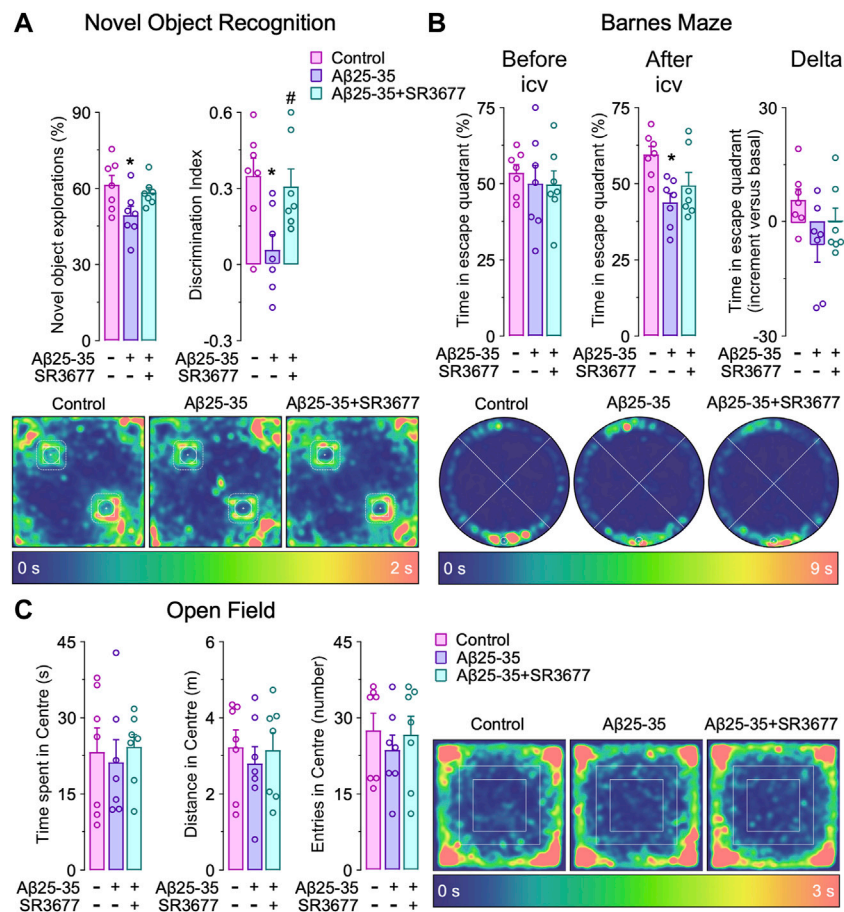 A Novel Object Recognition
Control
Aβ25-35
Aβ25-35+SR3677
Novel object explorations (%)
90
60
30
0
*
Discrimination Index
0.6
0.3
0
-0.3
*
#
Aβ25-35 - + +
SR3677 - - +
Aβ25-35 - + +
SR3677 - - +
Control Aβ25-35 Aβ25-35+SR3677
0 s 2 s
B Barnes Maze
Before icv
After icv
Delta
Time in escape quadrant (%)
75
50
25
0
Time in escape quadrant (%)
75
50
25
0
*
Time in escape quadrant
(increment versus basal)
30
0
-30
Aβ25-35 - + +
SR3677 - - +
Aβ25-35 - + +
SR3677 - - +
Aβ25-35 - + +
SR3677 - - +
Control Aβ25-35 Aβ25-35+SR3677
0 s 9 s
C Open Field
Time spent in Centre (s)
45
30
15
0
Distance in Centre (m)
6
4
2
0
Entries in Centre (number)
45
30
15
0
Aβ25-35 - + +
SR3677 - - +
Aβ25-35 - + +
SR3677 - - +
Aβ25-35 - + +
SR3677 - - +
Control
Aβ25-35
Aβ25-35+SR3677
Control Aβ25-35 Aβ25-35+SR3677
0 s 3 s